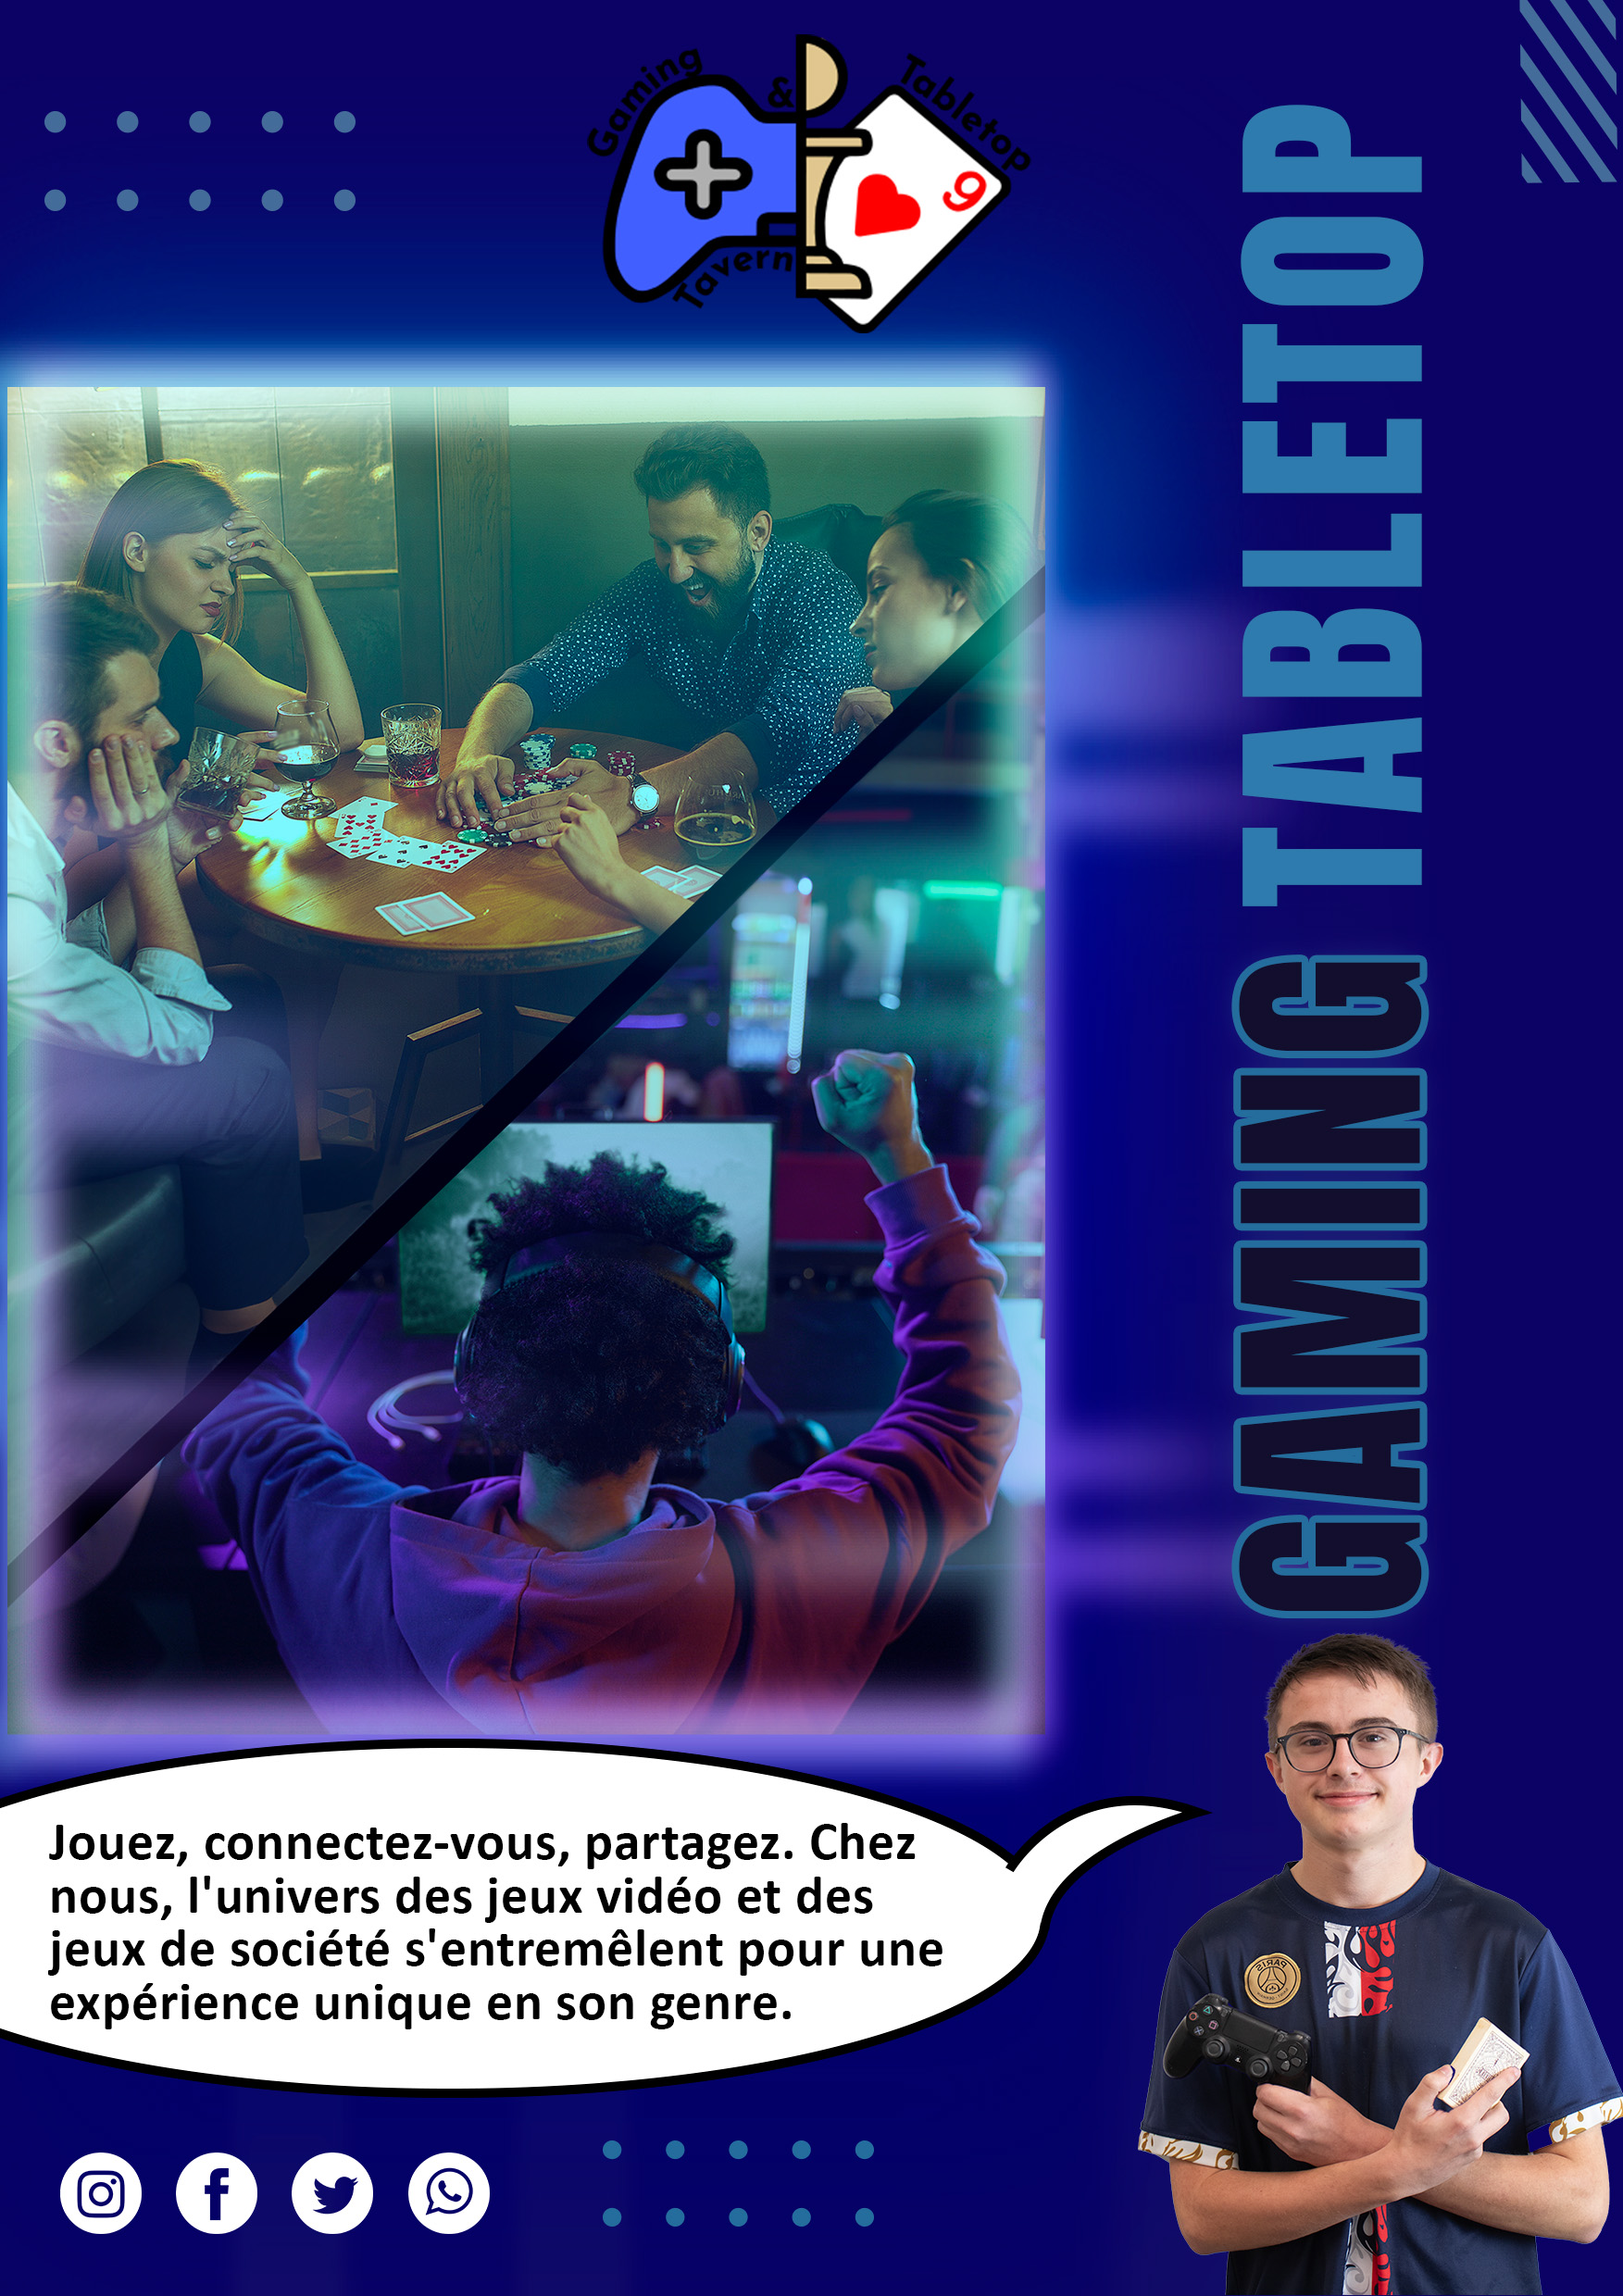 Gaming
&
Tabletop
9
Tavern
GAMING TABLETOP
Jouez, connectez-vous, partagez. Chez
nous, l'univers des jeux vidéo et des
jeux de société s'entremêlent pour une
expérience unique en son genre.
PARIS